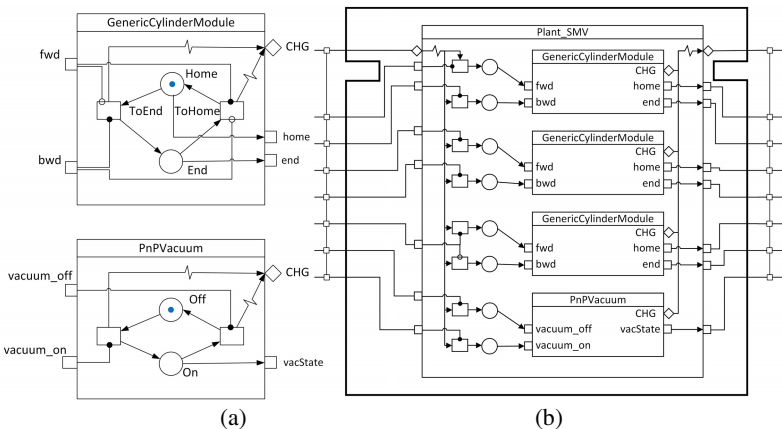 GenericCylinderModule
fwd
CHG
Home
ToEnd
ToHome
home
bwd
End
end
PnPVacuum
vacuum_off
CHG
Off
vacuum_on
On
vacState
(a)
Plant_SMV
GenericCylinderModule
CHG
fwd
home
bwd
end
GenericCylinderModule
CHG
fwd
home
bwd
end
GenericCylinderModule
CHG
fwd
home
bwd
end
PnPVacuum
CHG
vacuum_off
vacState
vacuum_on
(b)